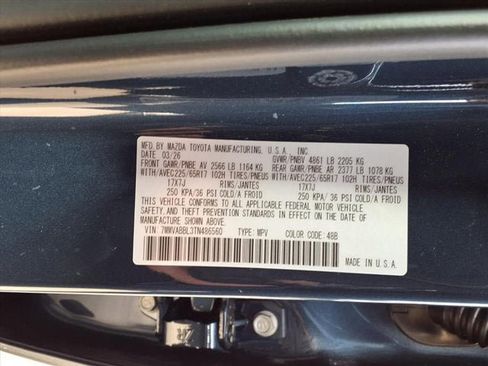 MFD. BY MAZDA TOYOTA MANUFACTURING, U.S.A., INC.
DATE: 03/26 GVWR/PNBV 4861 LB 2205 KG
FRONT GAWR/PNBE AV 2566 LB 1164 KG REAR GAWR/PNBE AR 2377 LB 1078 KG
WITH/AVEC225/65R17 102H TIRES/PNEUS WITH/AVEC225/65R17 102H TIRES/PNEUS
17X7J RIMS/JANTES 17X7J RIMS/JANTES
250 KPA/36 PSI COLD/A FROID 250 KPA/36 PSI COLD/A FROID
THIS VEHICLE CONFORMS TO ALL APPLICABLE FEDERAL MOTOR VEHICLE
SAFETY, AND THEFT PREVENTION STANDARDS IN EFFECT ON THE DATE OF
MANUFACTURE SHOWN ABOVE.
VIN: 7MMVABBL3TN486560 TYPE: MPV COLOR CODE: 48B
MADE IN U.S.A.